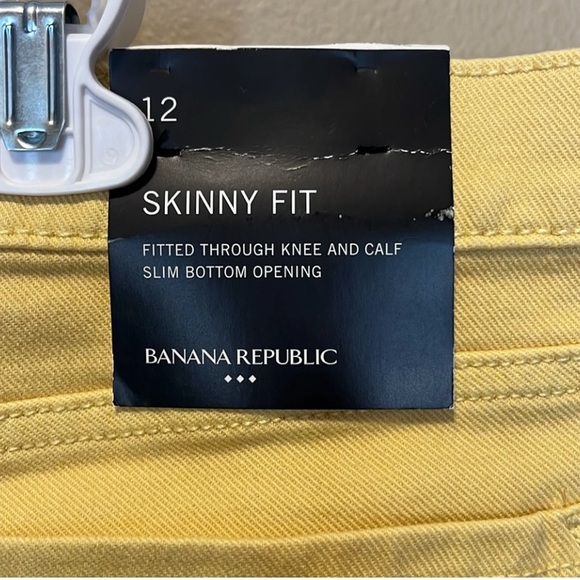 12
SKINNY FIT
FITTED THROUGH KNEE AND CALF
SLIM BOTTOM OPENING
BANANA REPUBLIC